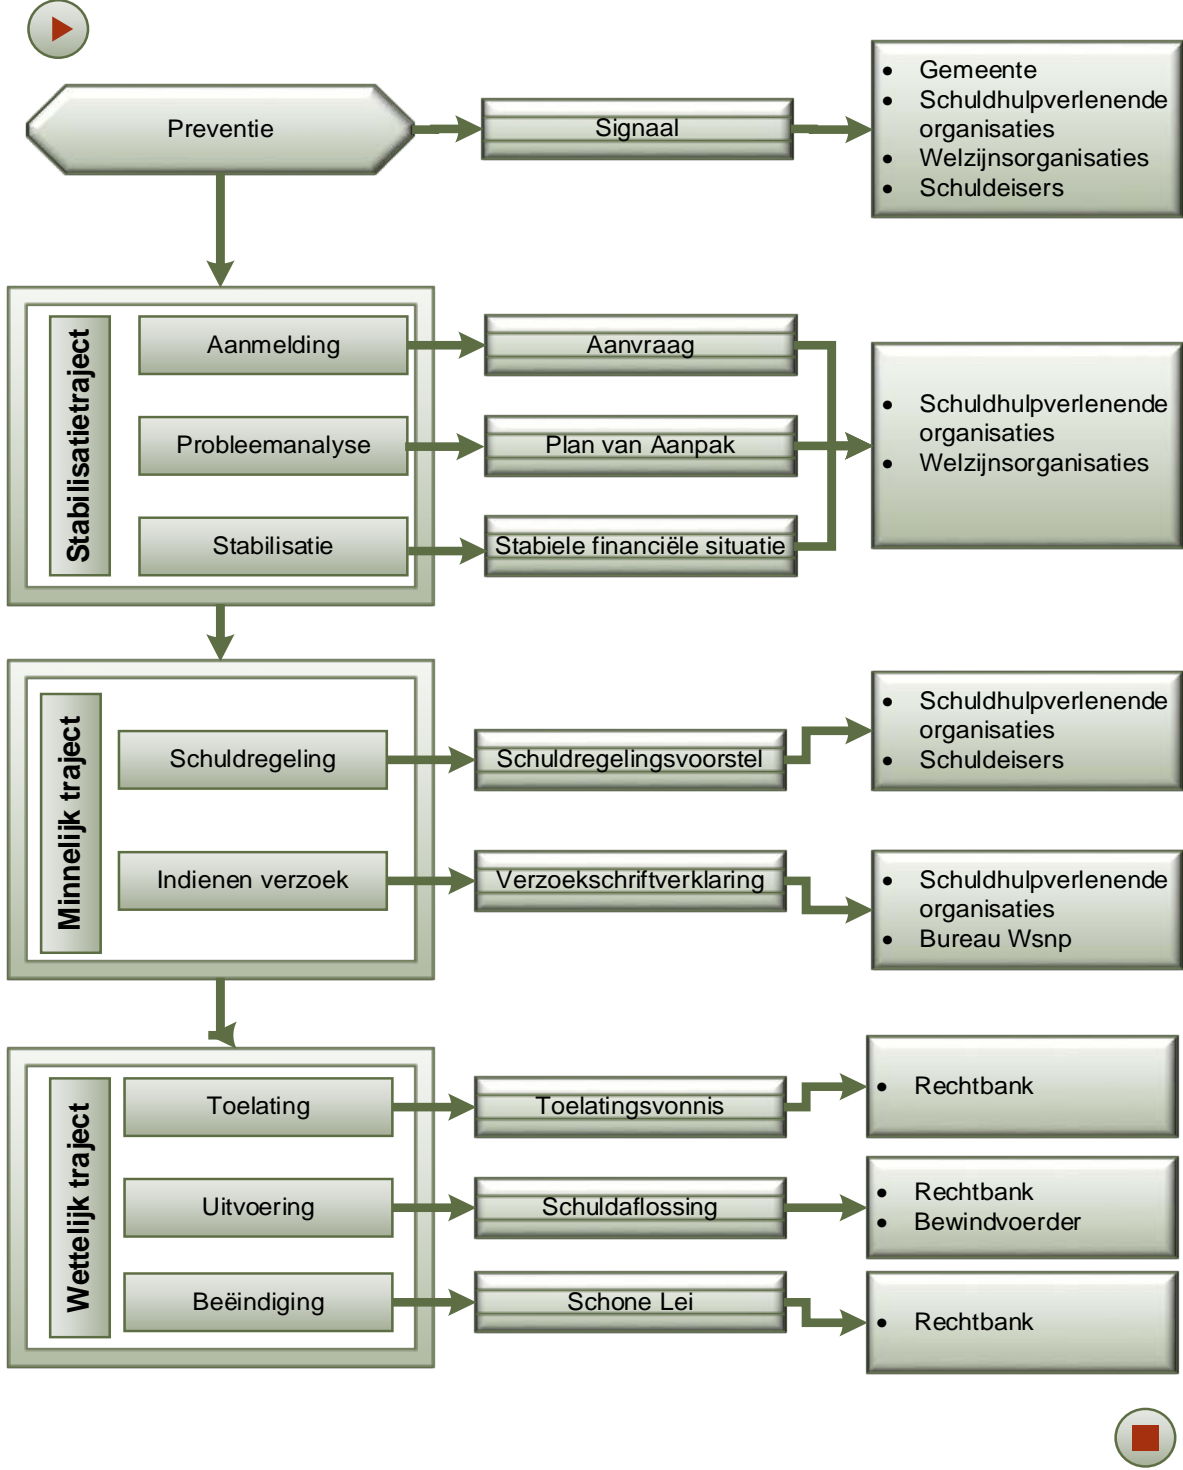 Preventie
Signaal
• Gemeente
• Schuldhulpverlenende
organisaties
• Welzijnsorganisaties
• Schuldeisers
Stabilisatietraject
Aanmelding
Aanvraag
Probleemanalyse
Plan van Aanpak
Stabilisatie
Stabiele financiële situatie
• Schuldhulpverlenende
organisaties
• Welzijnsorganisaties
Minnelijk traject
Schuldregeling
Schuldregelingsvoorstel
• Schuldhulpverlenende
organisaties
• Schuldeisers
Indienen verzoek
Verzoekschriftverklaring
• Schuldhulpverlenende
organisaties
• Bureau Wsnp
Wettelijk traject
Toelating
Toelatingsvonnis
• Rechtbank
Uitvoering
Schuldaflossing
• Rechtbank
• Bewindvoerder
Beëindiging
Schone Lei
• Rechtbank